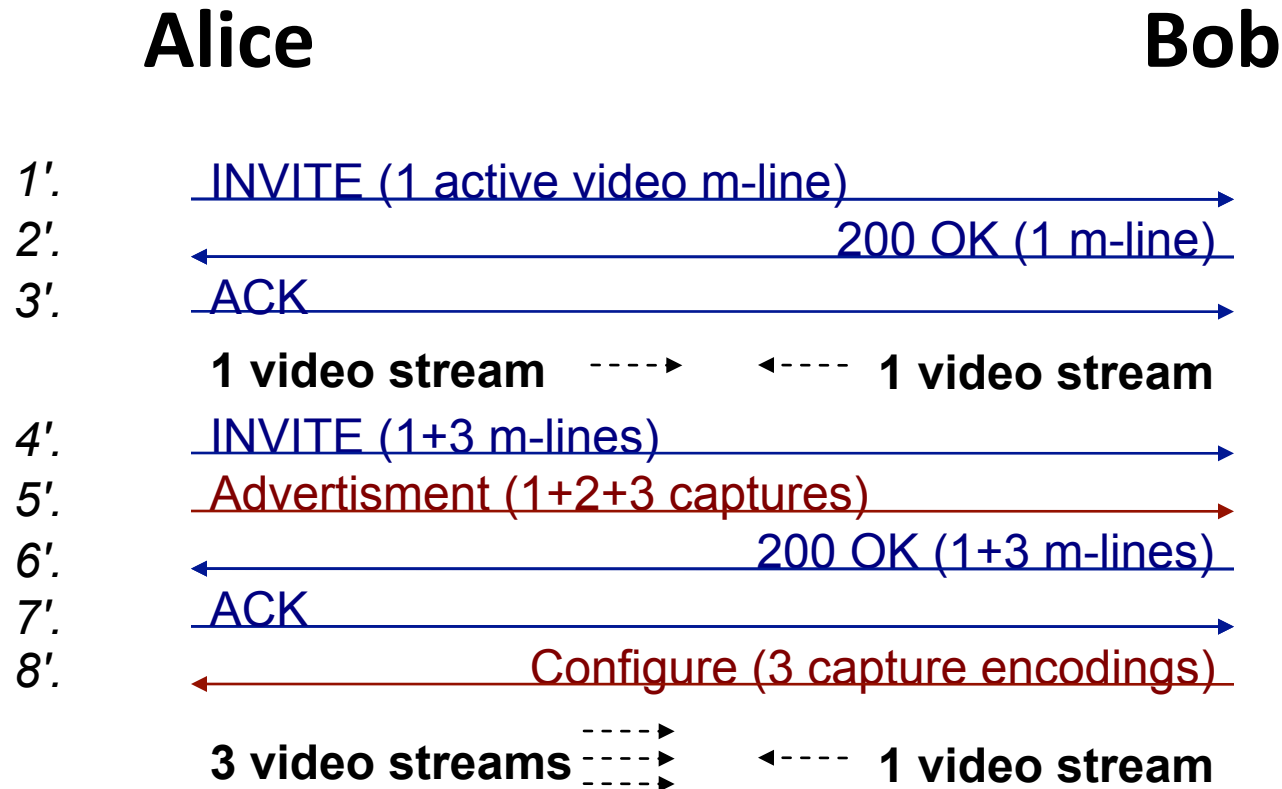 Alice Bob
1'. INVITE (1 active video m-line)
2'. 200 OK (1 m-line)
3'. ACK
1 video stream 1 video stream
4'. INVITE (1+3 m-lines)
5'. Advertisment (1+2+3 captures)
6'. 200 OK (1+3 m-lines)
7'. ACK
8'. Configure (3 capture encodings)
3 video streams 1 video stream